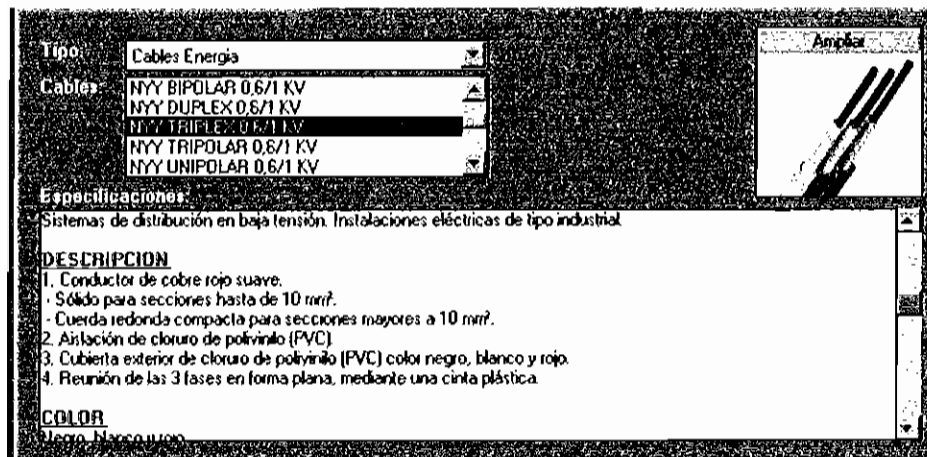 Tipo:
Cables Energia
Ampliar
Cables:
NYY BIPOLAR 0,6/1 KV
NYY DUPLEX 0,6/1 KV
NYY TRIPLEX 0,6/1 KV
NYY TRIPOLAR 0,6/1 KV
NYY UNIPOLAR 0,6/1 KV
Especificaciones:
Sistemas de distribución en baja tensión. Instalaciones eléctricas de tipo industrial.
DESCRIPCION
1. Conductor de cobre rojo suave.
- Sólido para secciones hasta de 10 mm².
- Cuerda redonda compacta para secciones mayores a 10 mm².
2. Aislación de cloruro de polivinilo (PVC).
3. Cubierta exterior de cloruro de polivinilo (PVC) color negro, blanco y rojo.
4. Reunión de las 3 fases en forma plana, mediante una cinta plástica.
COLOR
Negro, blanco y rojo